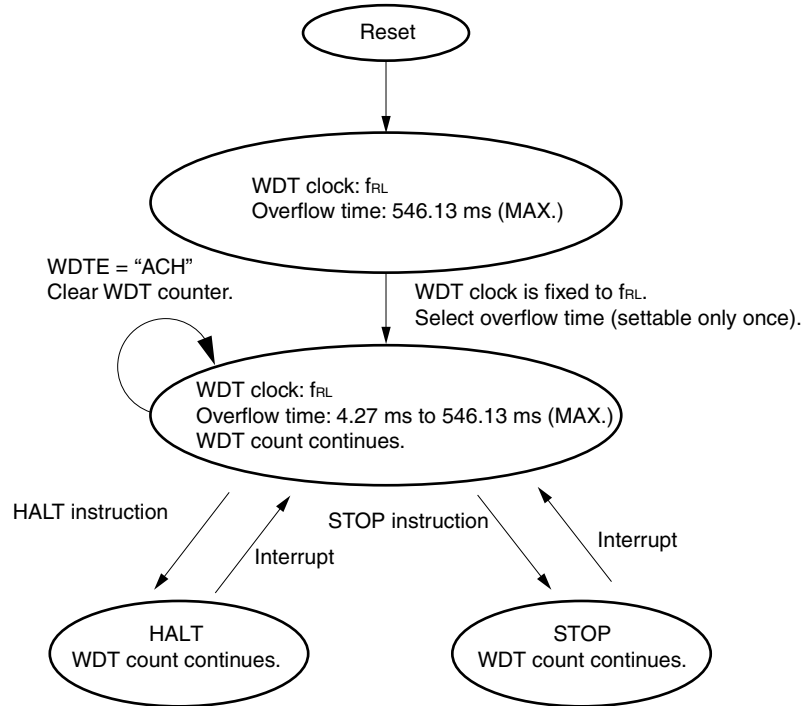 Reset
WDT clock: fRL
Overflow time: 546.13 ms (MAX.)
WDTE = “ACH”
Clear WDT counter.
WDT clock is fixed to fRL.
Select overflow time (settable only once).
WDT clock: fRL
Overflow time: 4.27 ms to 546.13 ms (MAX.)
WDT count continues.
HALT instruction
Interrupt
STOP instruction
Interrupt
HALT
WDT count continues.
STOP
WDT count continues.